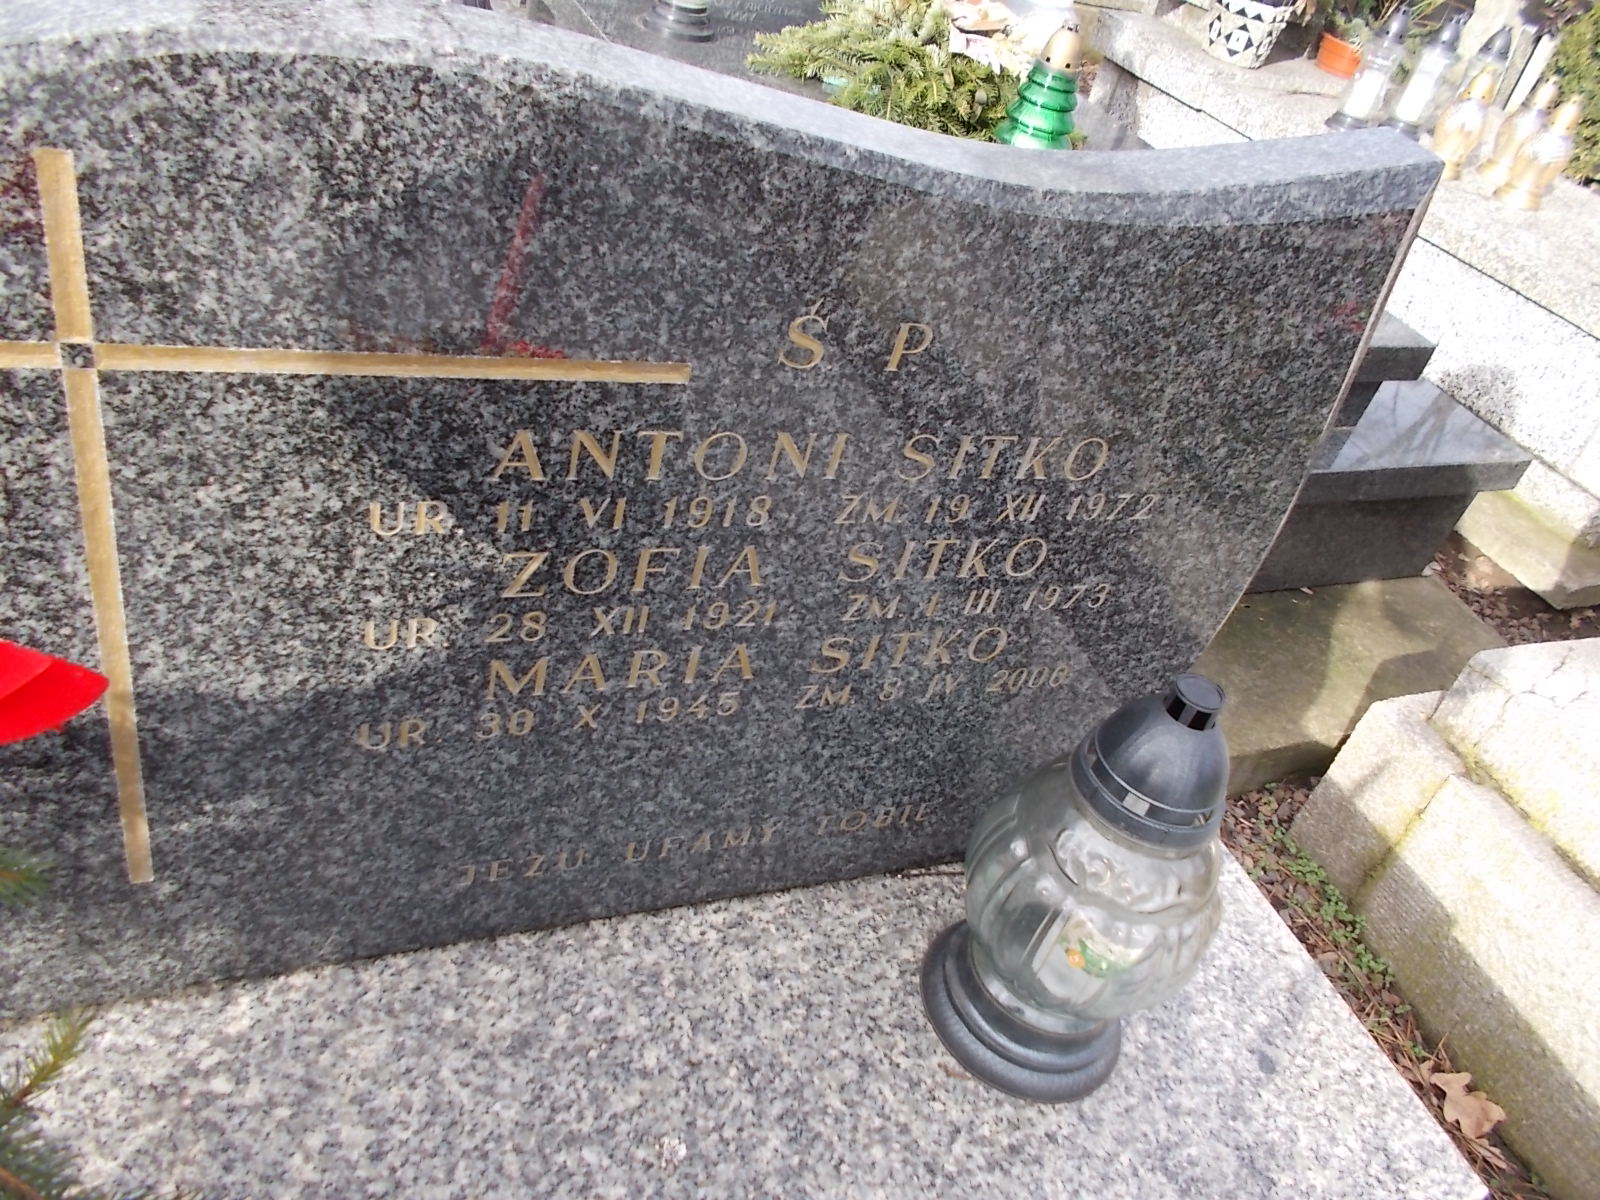 Ś P
ANTONI SITKO
UR. 11 VI 1918 ZM. 19 XII 1972
ZOFIA SITKO
UR 28 XII 1921 ZM. 1 III 1973
MARIA SITKO
UR 30 X 1945 ZM. 8 IV 2000
JEZU UFAMY TOBIE